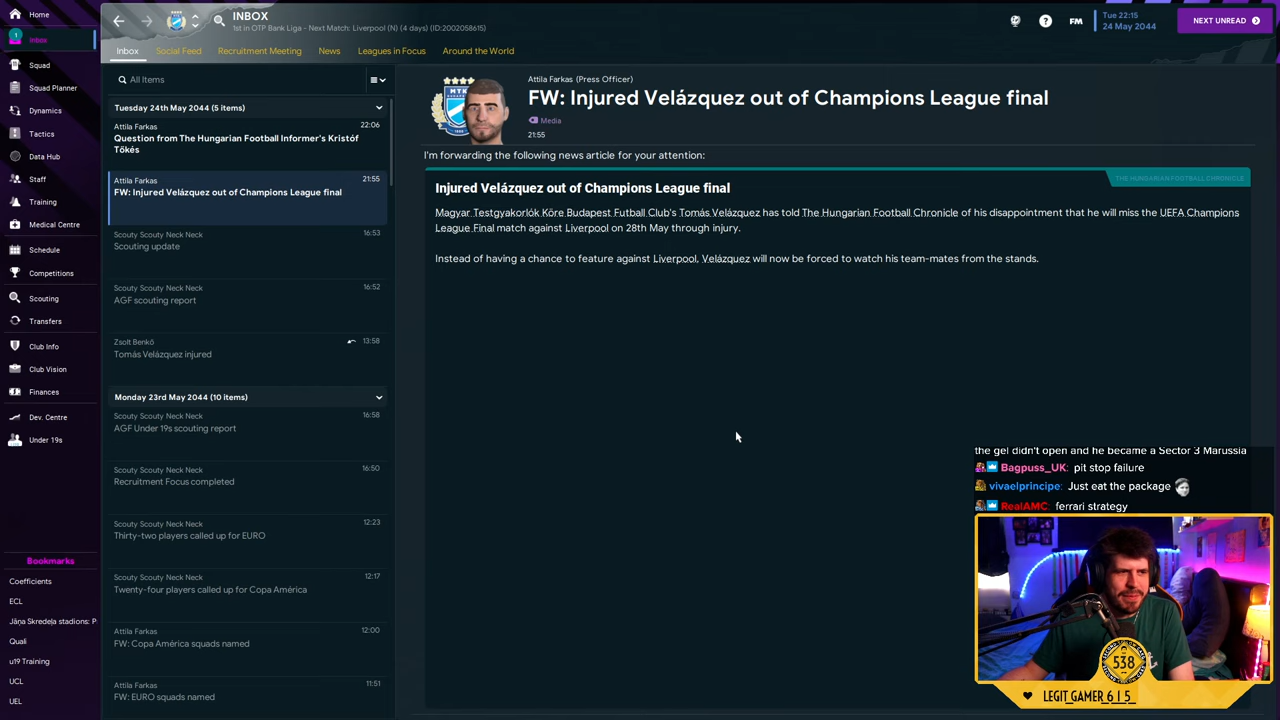 Home
INBOX
1st in OTP Bank Liga - Next Match: Liverpool (N) (4 days) (ID:2002058615)
Tue 22:15
24 May 2044
FM
NEXT UNREAD
1
Inbox
Squad
Squad Planner
Dynamics
Tactics
Data Hub
Staff
Training
Medical Centre
Schedule
Competitions
Scouting
Transfers
Club Info
Club Vision
Finances
Dev. Centre
Under 19s
Bookmarks
Coefficients
ECL
Jāņa Skredeļa stadions: P
Quali
u19 Training
UCL
UEL
Inbox
Social Feed
Recruitment Meeting
News
Leagues in Focus
Around the World
All Items
Tuesday 24th May 2044 (5 items)
Attila Farkas
22:06
Question from The Hungarian Football Informer's Kristóf
Tőkés
Attila Farkas
21:55
FW: Injured Velázquez out of Champions League final
Scouty Scouty Neck Neck
16:53
Scouting update
Scouty Scouty Neck Neck
16:52
AGF scouting report
Zsolt Benkő
13:58
Tomás Velázquez injured
Monday 23rd May 2044 (10 items)
Scouty Scouty Neck Neck
16:58
AGF Under 19s scouting report
Scouty Scouty Neck Neck
16:50
Recruitment Focus completed
Scouty Scouty Neck Neck
12:23
Thirty-two players called up for EURO
Scouty Scouty Neck Neck
12:17
Twenty-four players called up for Copa América
Attila Farkas
12:00
FW: Copa América squads named
Attila Farkas
11:51
FW: EURO squads named
MTK
Attila Farkas (Press Officer)
FW: Injured Velázquez out of Champions League final
Media
21:55
I'm forwarding the following news article for your attention:
THE HUNGARIAN FOOTBALL CHRONICLE
Injured Velázquez out of Champions League final
Magyar Testgyakorlók Köre Budapest Futball Club's Tomás Velázquez has told The Hungarian Football Chronicle of his disappointment that he will miss the UEFA Champions
League Final match against Liverpool on 28th May through injury.
Instead of having a chance to feature against Liverpool, Velázquez will now be forced to watch his team-mates from the stands.
the gel didn't open and he became a Sector 3 Marussia
Bagpuss_UK: pit stop failure
vivaelprincipe: Just eat the package
RealAMC: ferrari strategy
538
LEGIT_GAMER_6_1_5_